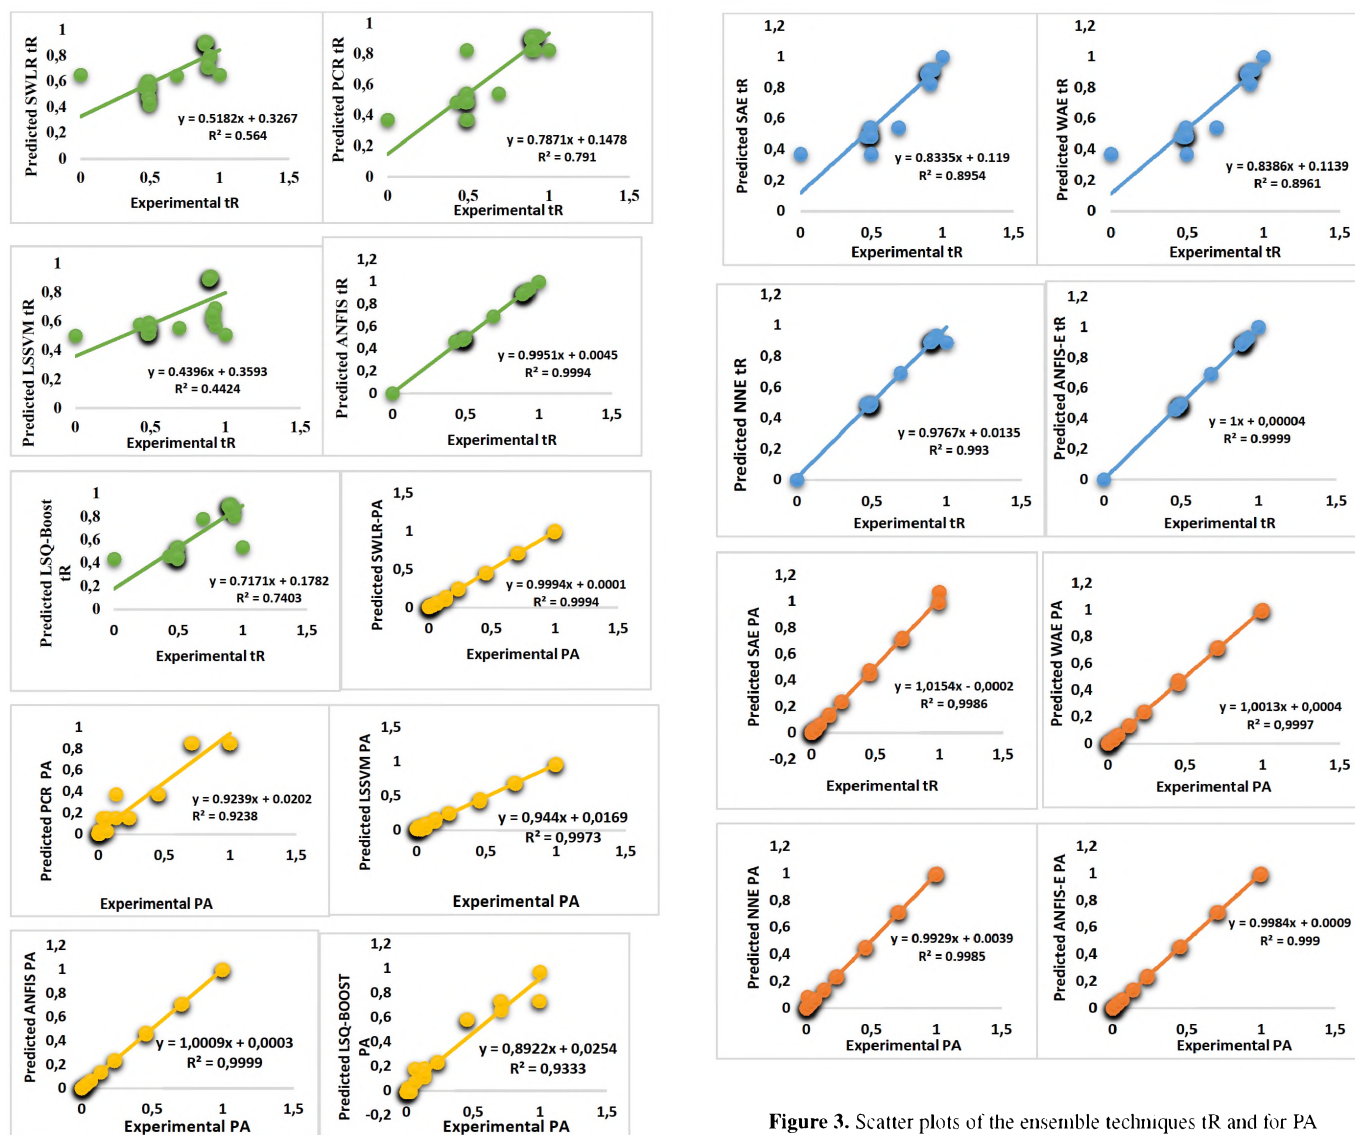 Predicted SWLR tR
1
0,8
0,6
0,4
0,2
0
0
0,5
1
1,5
y = 0.5182x + 0.3267
R² = 0.564
Experimental tR
Predicted PCR tR
1
0,8
0,6
0,4
0,2
0
0
0,5
1
1,5
y = 0.7871x + 0.1478
R² = 0.791
Experimental tR
Predicted SAE tR
1,2
1
0,8
0,6
0,4
0,2
0
0
0,5
1
1,5
y = 0.8335x + 0.119
R² = 0.8954
Experimental tR
Predicted WAE tR
1,2
1
0,8
0,6
0,4
0,2
0
0
0,5
1
1,5
y = 0.8386x + 0.1139
R² = 0.8961
Experimental tR
Predicted LSSVM tR
1
0,8
0,6
0,4
0,2
0
0
0,5
1
1,5
y = 0.4396x + 0.3593
R² = 0.4424
Experimental tR
Predicted ANFIS tR
1,2
1
0,8
0,6
0,4
0,2
0
0
0,5
1
1,5
y = 0.9951x + 0.0045
R² = 0.9994
Experimental tR
Predicted NNE tR
1,2
1
0,8
0,6
0,4
0,2
0
0
0,5
1
1,5
y = 0.9767x + 0.0135
R² = 0.993
Experimental tR
Predicted ANFIS-E tR
1,2
1
0,8
0,6
0,4
0,2
0
0
0,5
1
1,5
y = 1x + 0,00004
R² = 0.9999
Experimental tR
Predicted LSQ-Boost
tR
1
0,8
0,6
0,4
0,2
0
0
0,5
1
1,5
y = 0.7171x + 0.1782
R² = 0.7403
Experimental tR
Predicted SWLR-PA
1,5
1
0,5
0
0
0,5
1
1,5
y = 0.9994x + 0.0001
R² = 0.9994
Experimental PA
Predicted SAE PA
1,2
1
0,8
0,6
0,4
0,2
0
-0,2
0
0,5
1
1,5
y = 1,0154x - 0,0002
R² = 0,9986
Experimental tR
Predicted WAE PA
1,2
1
0,8
0,6
0,4
0,2
0
0
0,5
1
1,5
y = 1,0013x + 0,0004
R² = 0,9997
Experimental PA
Predicted PCR PA
1
0,8
0,6
0,4
0,2
0
0
0,5
1
1,5
y = 0.9239x + 0.0202
R² = 0.9238
Experimental PA
Predicted LSSVM PA
1,5
1
0,5
0
0
0,5
1
1,5
y = 0,944x + 0,0169
R² = 0,9973
Experimental PA
Predicted NNE PA
1,2
1
0,8
0,6
0,4
0,2
0
0
0,5
1
1,5
y = 0.9929x + 0.0039
R² = 0.9985
Experimental PA
Predicted ANFIS-E PA
1,2
1
0,8
0,6
0,4
0,2
0
0
0,5
1
1,5
y = 0.9984x + 0.0009
R² = 0.999
Experimental PA
Predicted ANFIS PA
1,2
1
0,8
0,6
0,4
0,2
0
0
0,5
1
1,5
y = 1,0009x + 0,0003
R² = 0,9999
Experimental PA
Predicted LSQ-BOOST
PA
1,2
1
0,8
0,6
0,4
0,2
0
-0,2
0
0,5
1
1,5
y = 0,8922x + 0,0254
R² = 0,9333
Experimental PA
Figure 3. Scatter plots of the ensemble techniques tR and for PA